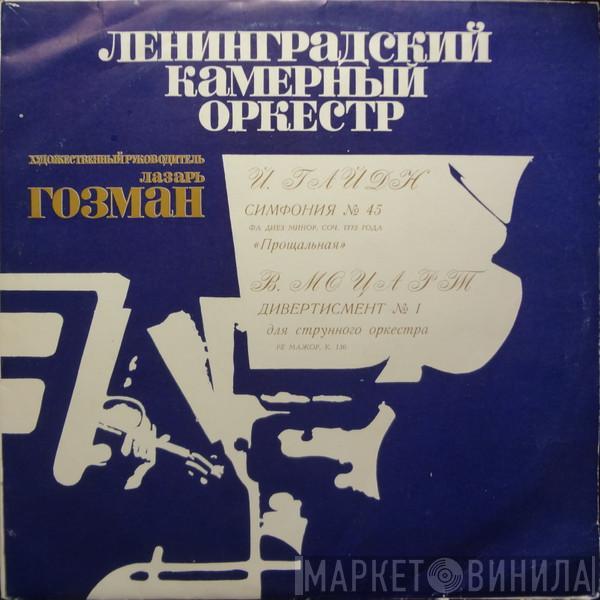 ЛЕНИНГРАДСКИЙ
КАМЕРНЫЙ
ОРКЕСТР
ХУДОЖЕСТВЕННЫЙ РУКОВОДИТЕЛЬ
ЛАЗАРЬ
ГОЗМАН
Й. ГАЙДН
СИМФОНИЯ № 45
ФА ДИЕЗ МИНОР, СОЧ. 1772 ГОДА
«Прощальная»
В. МОЦАРТ
ДИВЕРТИСМЕНТ № 1
для струнного оркестра
РЕ МАЖОР, К. 136
МАРКЕТ ВИНИЛА